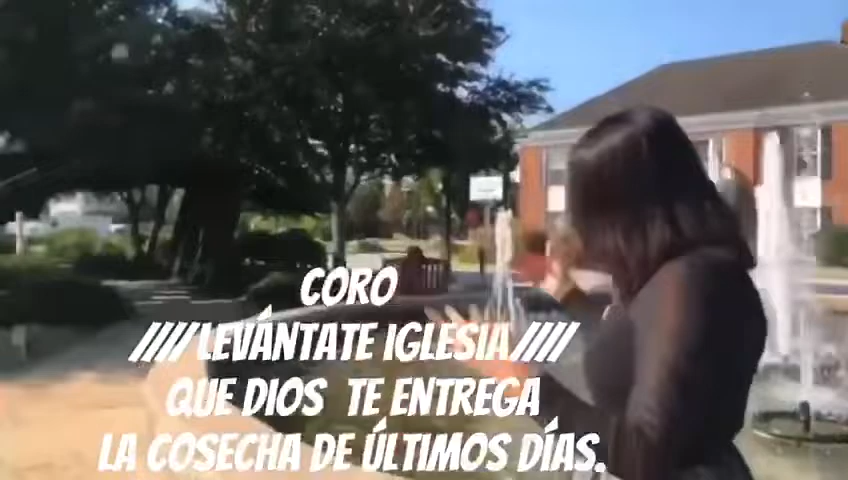 CORO
////LEVÁNTATE IGLESIA////
QUE DIOS TE ENTREGA
LA COSECHA DE ÚLTIMOS DÍAS.